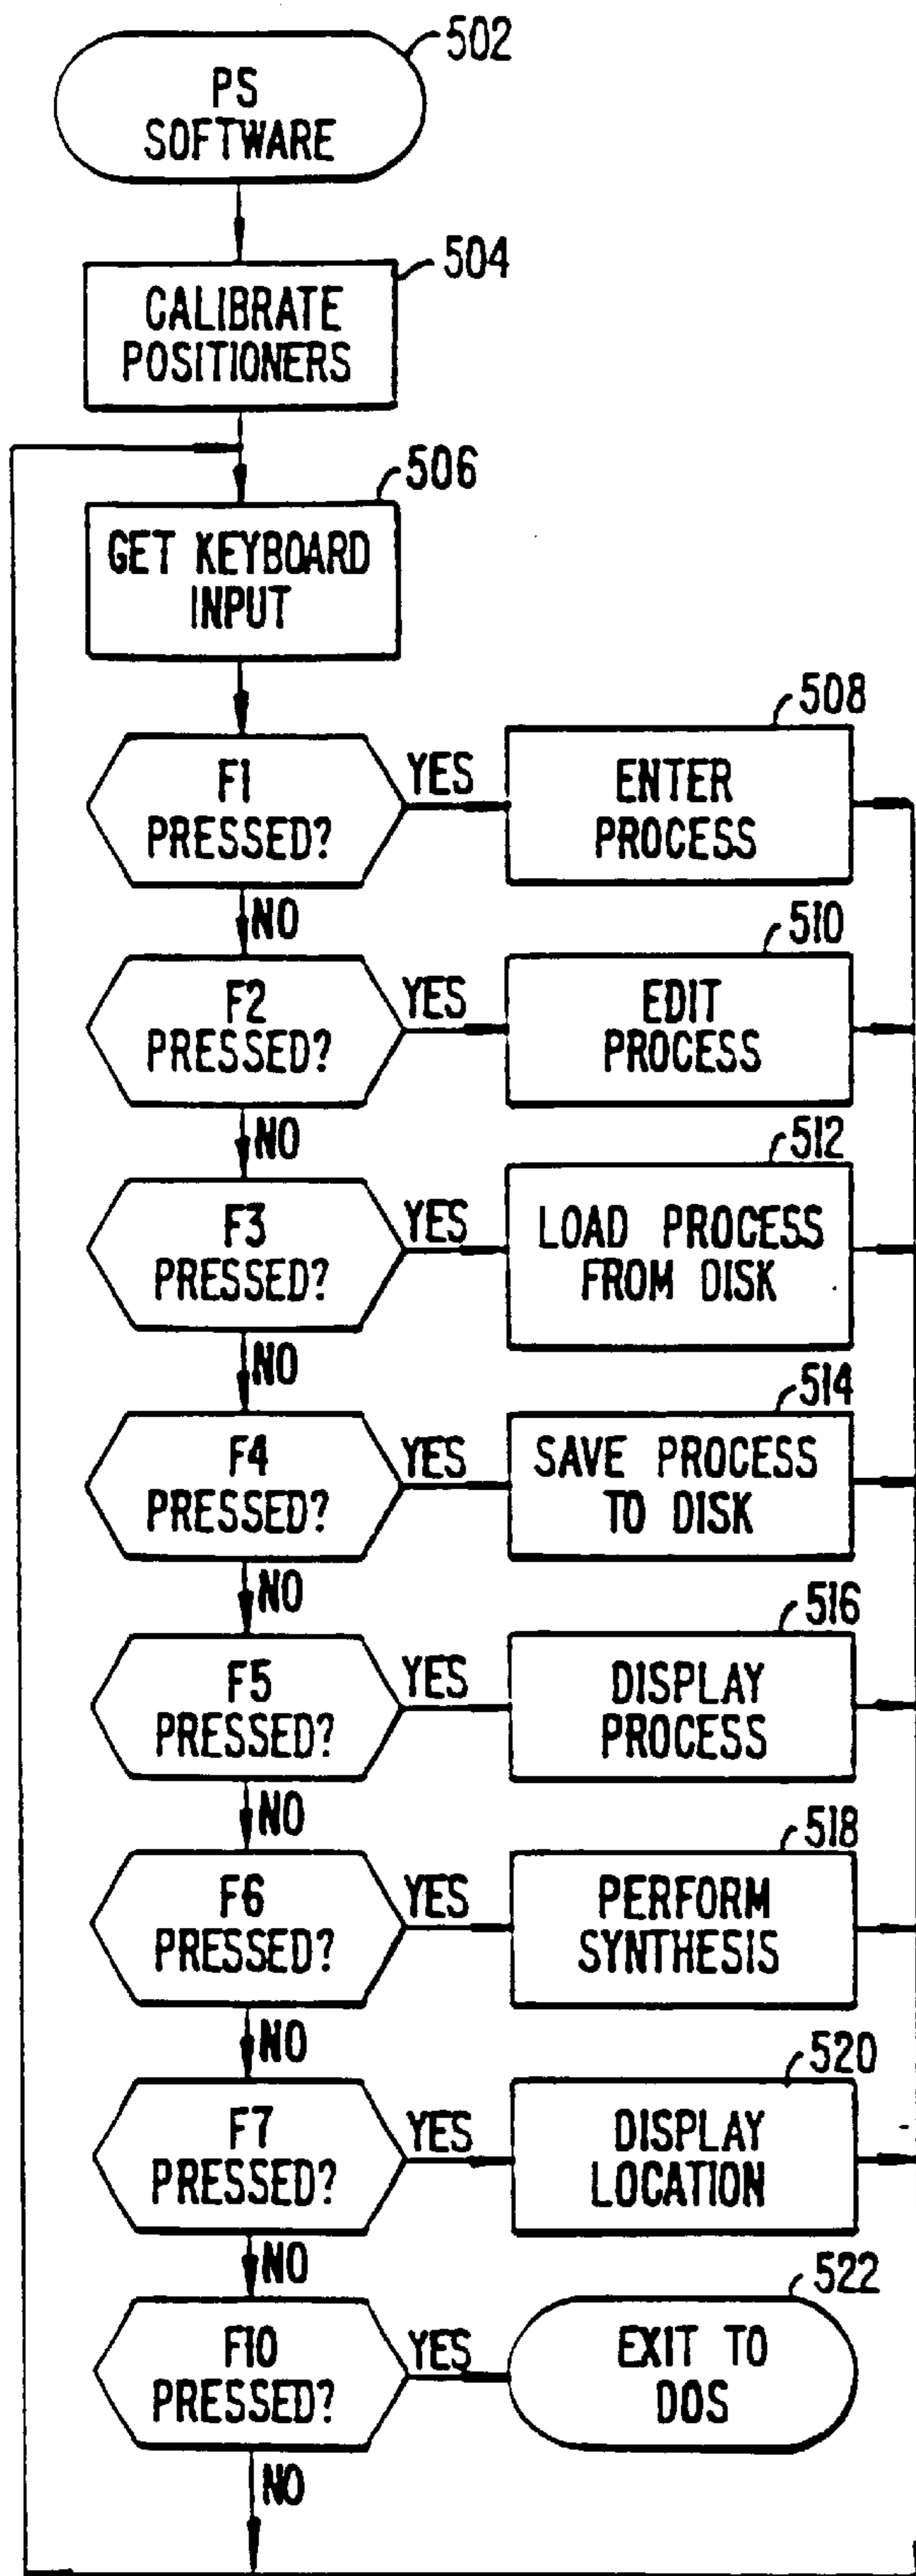 502
PS
SOFTWARE
504
CALIBRATE
POSITIONERS
506
GET KEYBOARD
INPUT
508
F1
PRESSED?
YES
ENTER
PROCESS
NO
510
F2
PRESSED?
YES
EDIT
PROCESS
NO
512
F3
PRESSED?
YES
LOAD PROCESS
FROM DISK
NO
514
F4
PRESSED?
YES
SAVE PROCESS
TO DISK
NO
516
F5
PRESSED?
YES
DISPLAY
PROCESS
NO
518
F6
PRESSED?
YES
PERFORM
SYNTHESIS
NO
520
F7
PRESSED?
YES
DISPLAY
LOCATION
NO
522
F10
PRESSED?
YES
EXIT TO
DOS
NO